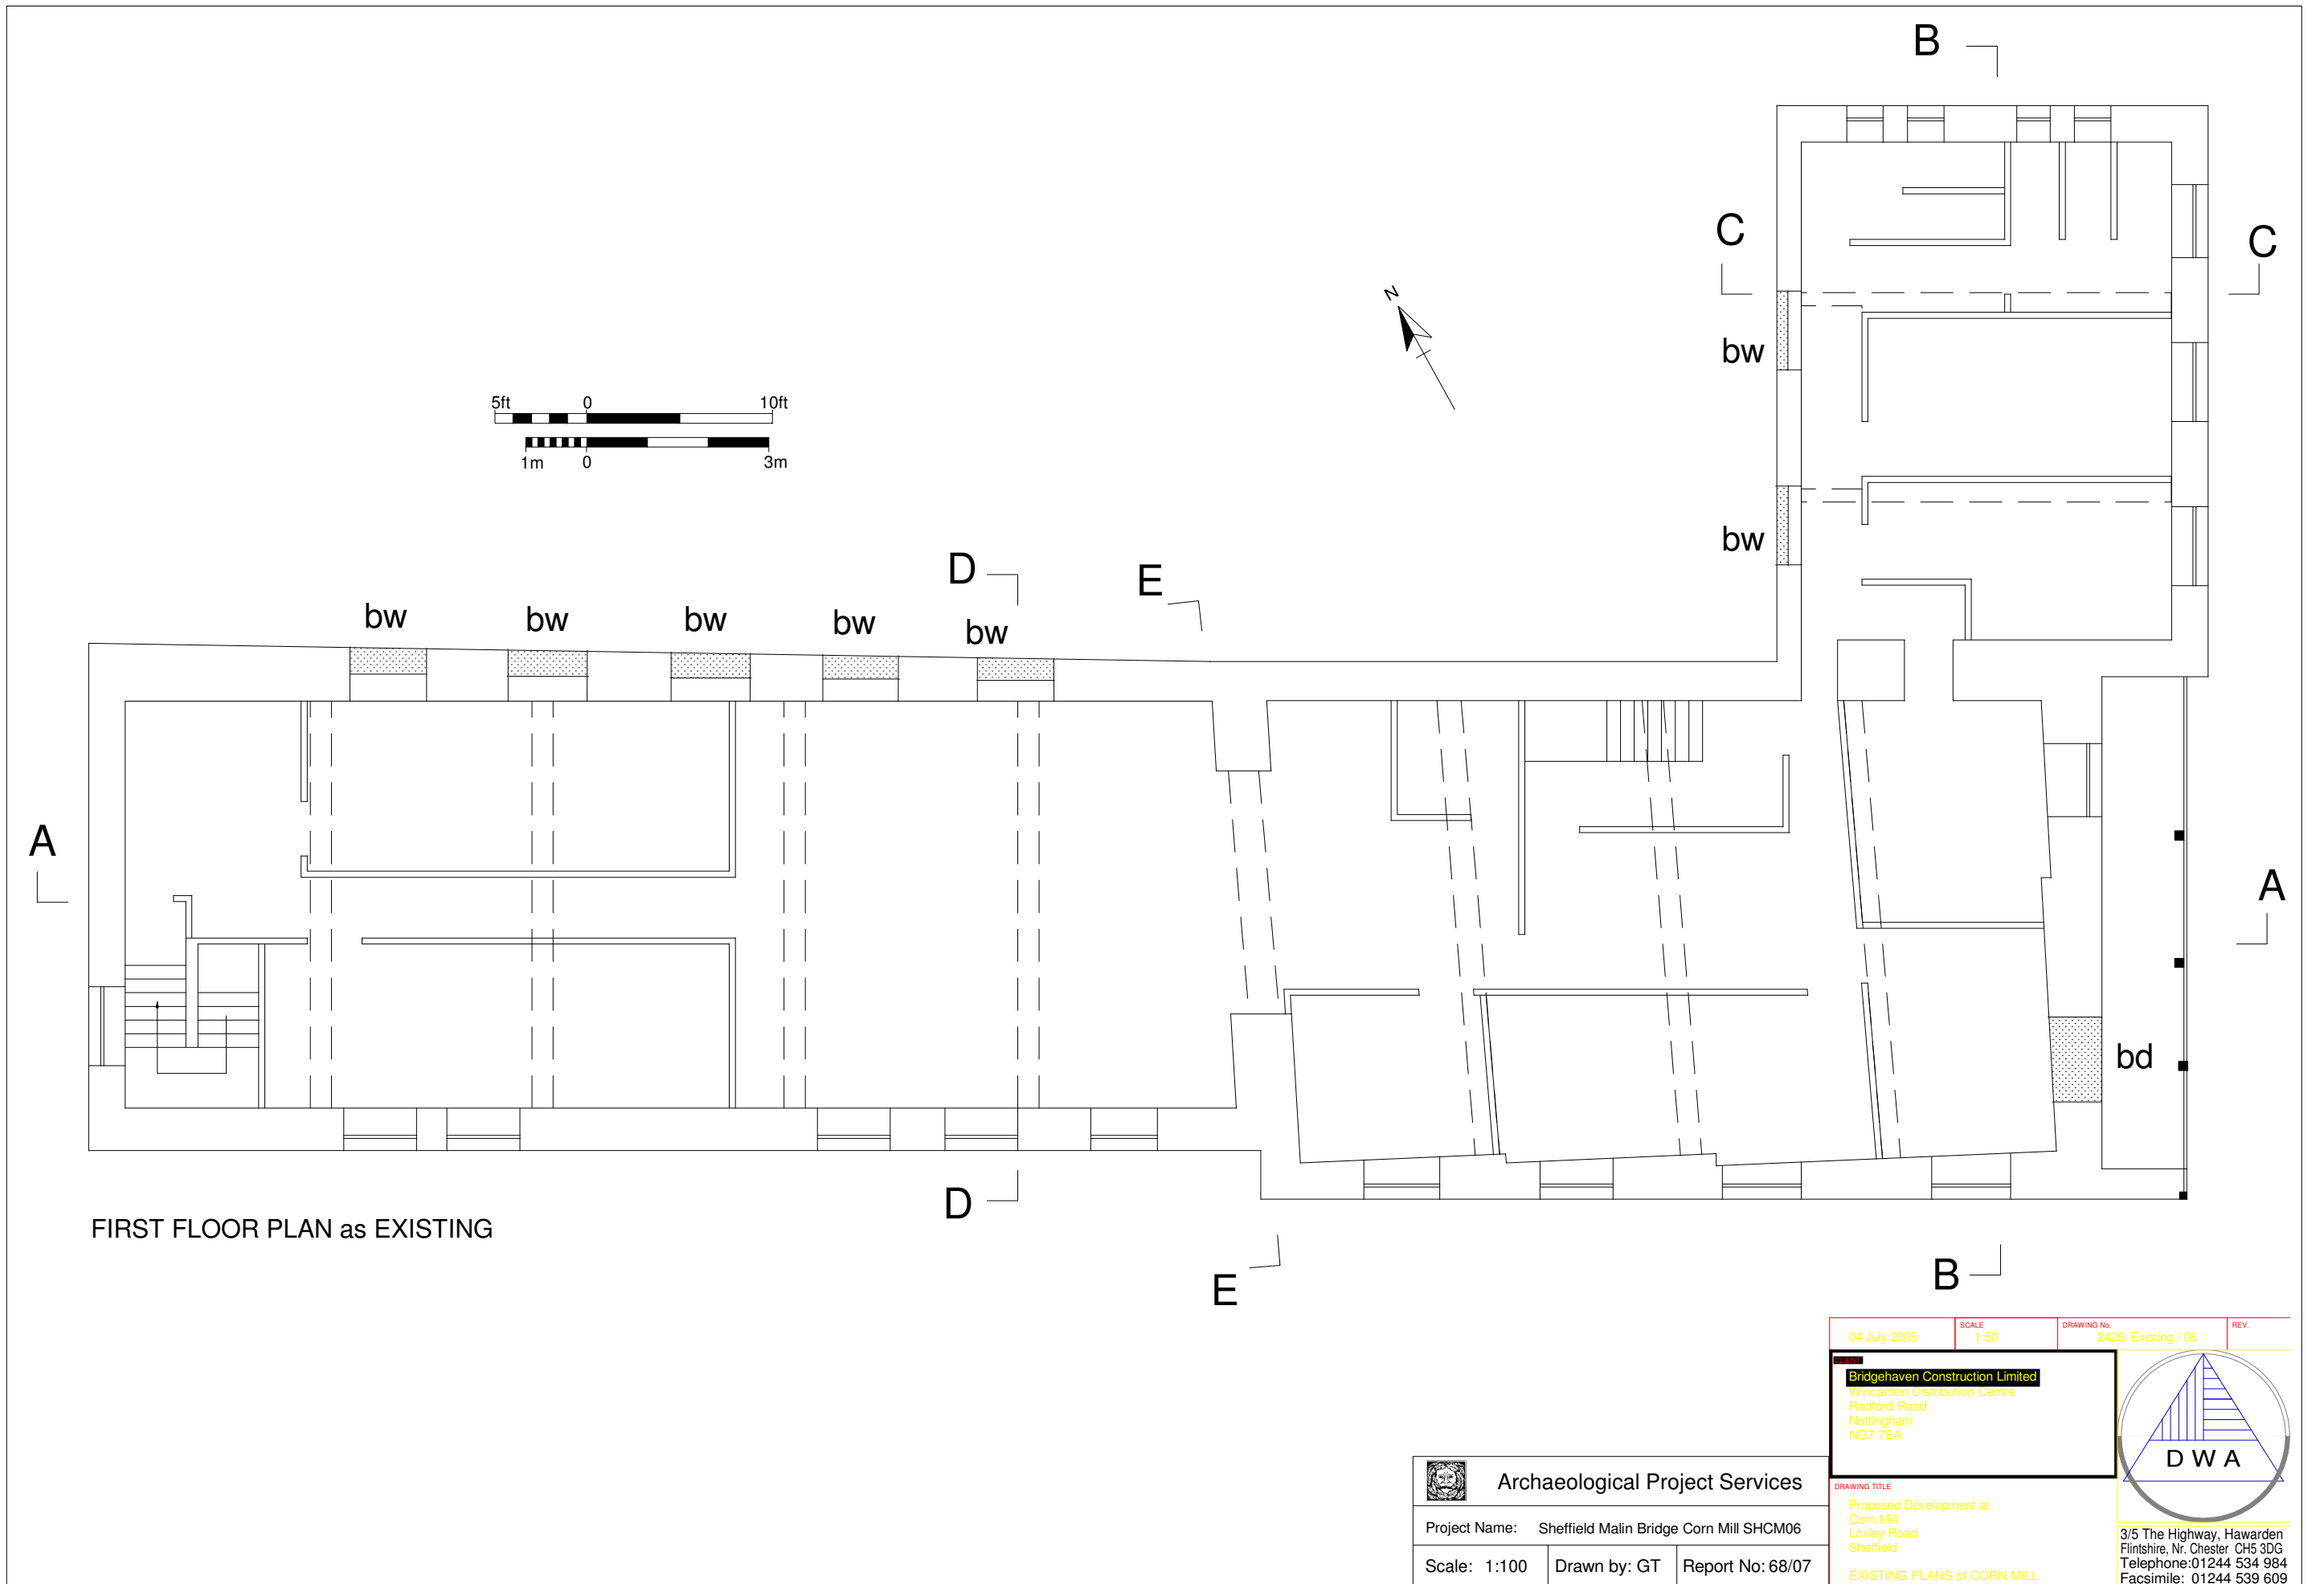 B
C
C
N
bw
5ft 0 10ft
1m 0 3m
bw
D
E
bw
bw
bw
bw
bw
A
A
bd
D
FIRST FLOOR PLAN as EXISTING
E
B
04 July 2005
SCALE
1:50
DRAWING No.
2428/ Existing / 06
REV.
CLIENT
Bridgehaven Construction Limited
Wincanton Distribution Centre
Radford Road
Nottingham
NG7 7EA
D W A
DRAWING TITLE
Proposed Development at
Corn Mill
Loxley Road
Sheffield
EXISTING PLANS of CORN MILL
3/5 The Highway, Hawarden
Flintshire, Nr. Chester CH5 3DG
Telephone:01244 534 984
Facsimile: 01244 539 609
Archaeological Project Services
Project Name: Sheffield Malin Bridge Corn Mill SHCM06
Scale: 1:100
Drawn by: GT
Report No: 68/07